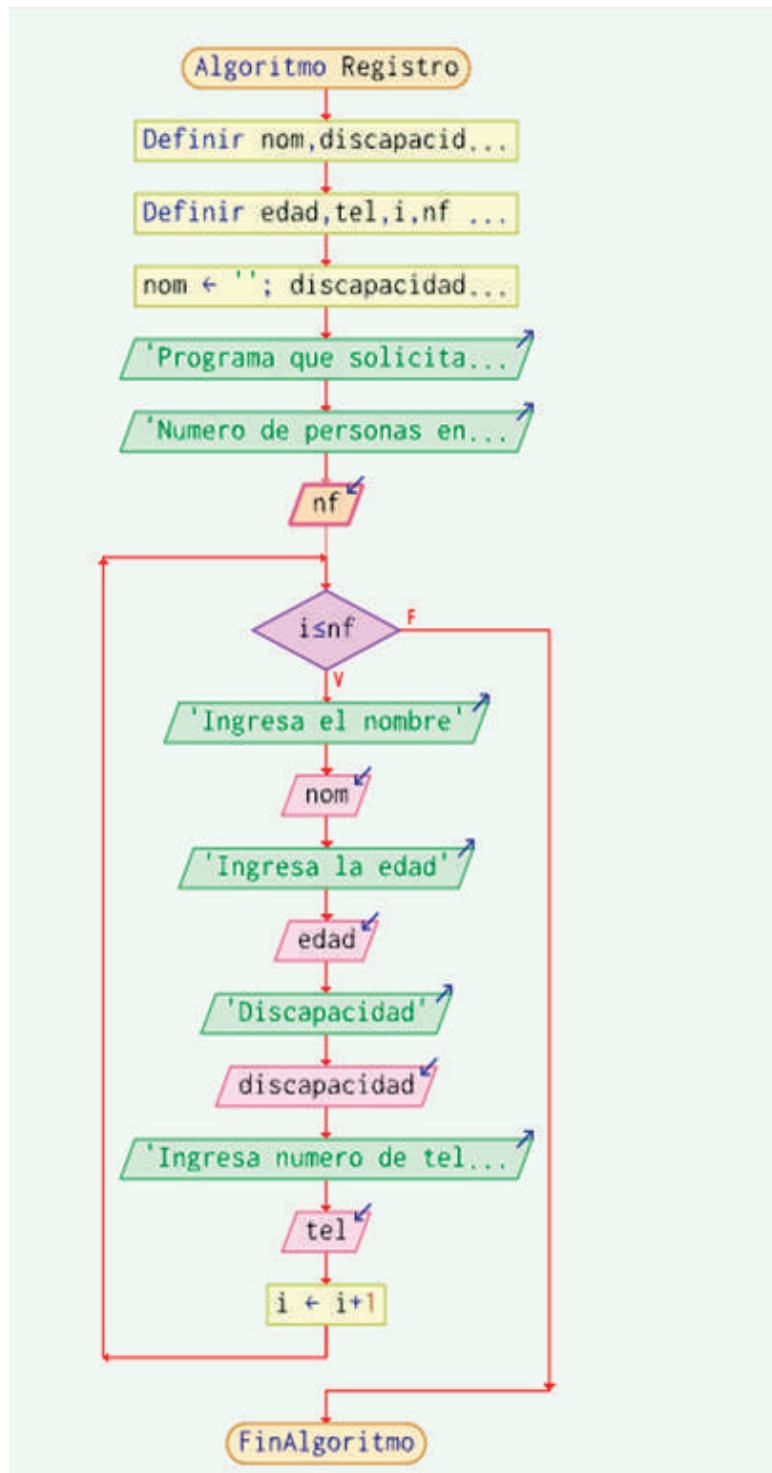 Algoritmo Registro
Definir nom,discapacid...
Definir edad,tel,i,nf ...
nom ← ''; discapacidad...
'Programa que solicita...
'Numero de personas en...
nf
i≤nf
F
V
'Ingresa el nombre'
nom
'Ingresa la edad'
edad
'Discapacidad'
discapacidad
'Ingresa numero de tel...
tel
i ← i+1
FinAlgoritmo